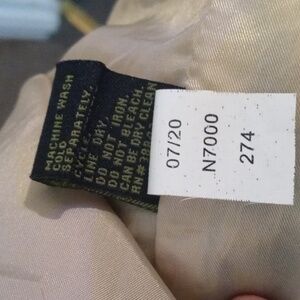 MACHINE WASH
COLD
SEPARATELY.
LINE DRY.
DO NOT IRON.
DO NOT BLEACH.
CAN BE DRY CLEAN
RN#
07/20
N7000
274